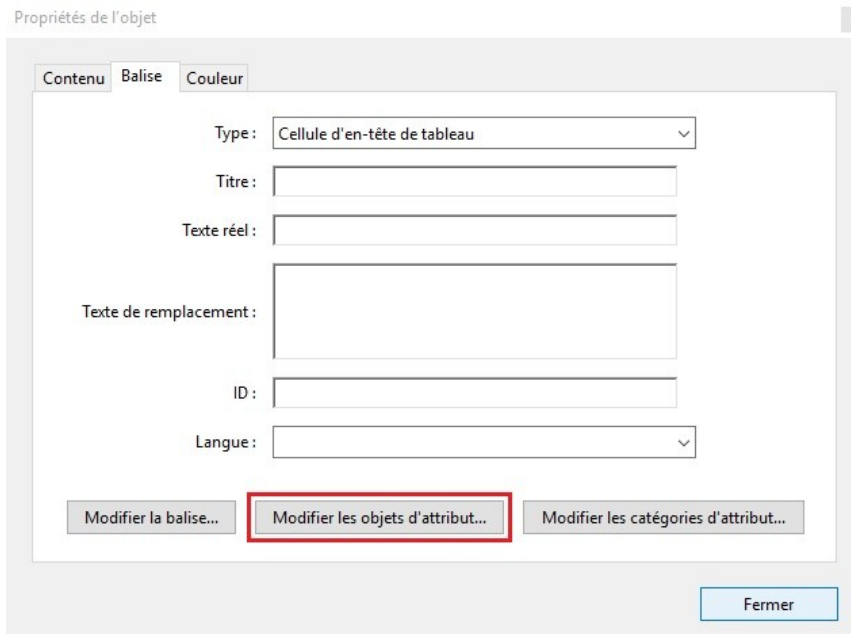 Propriétés de l'objet
Contenu Balise Couleur
Type : Cellule d'en-tête de tableau
Titre :
Texte réel :
Texte de remplacement :
ID :
Langue :
Modifier la balise... Modifier les objets d'attribut... Modifier les catégories d'attribut...
Fermer